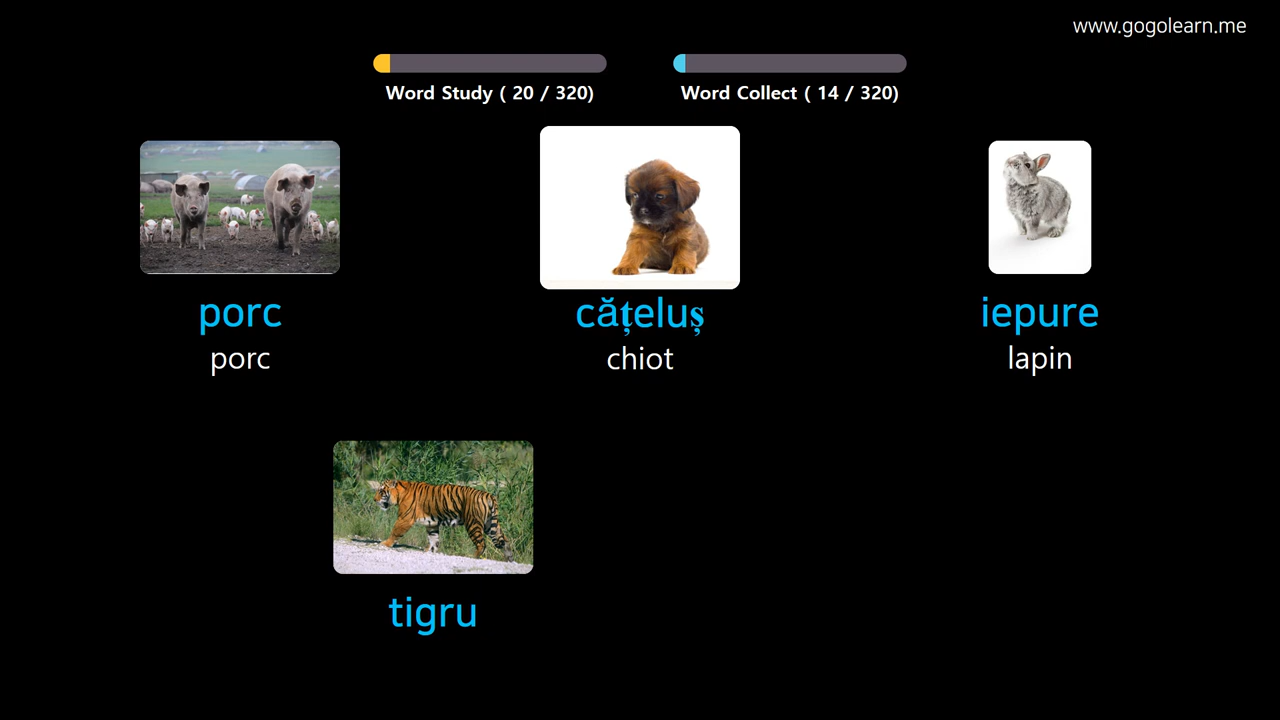 www.gogolearn.me
Word Study ( 20 / 320)
Word Collect ( 14 / 320)
porc
porc
cățeluș
chiot
iepure
lapin
tigru